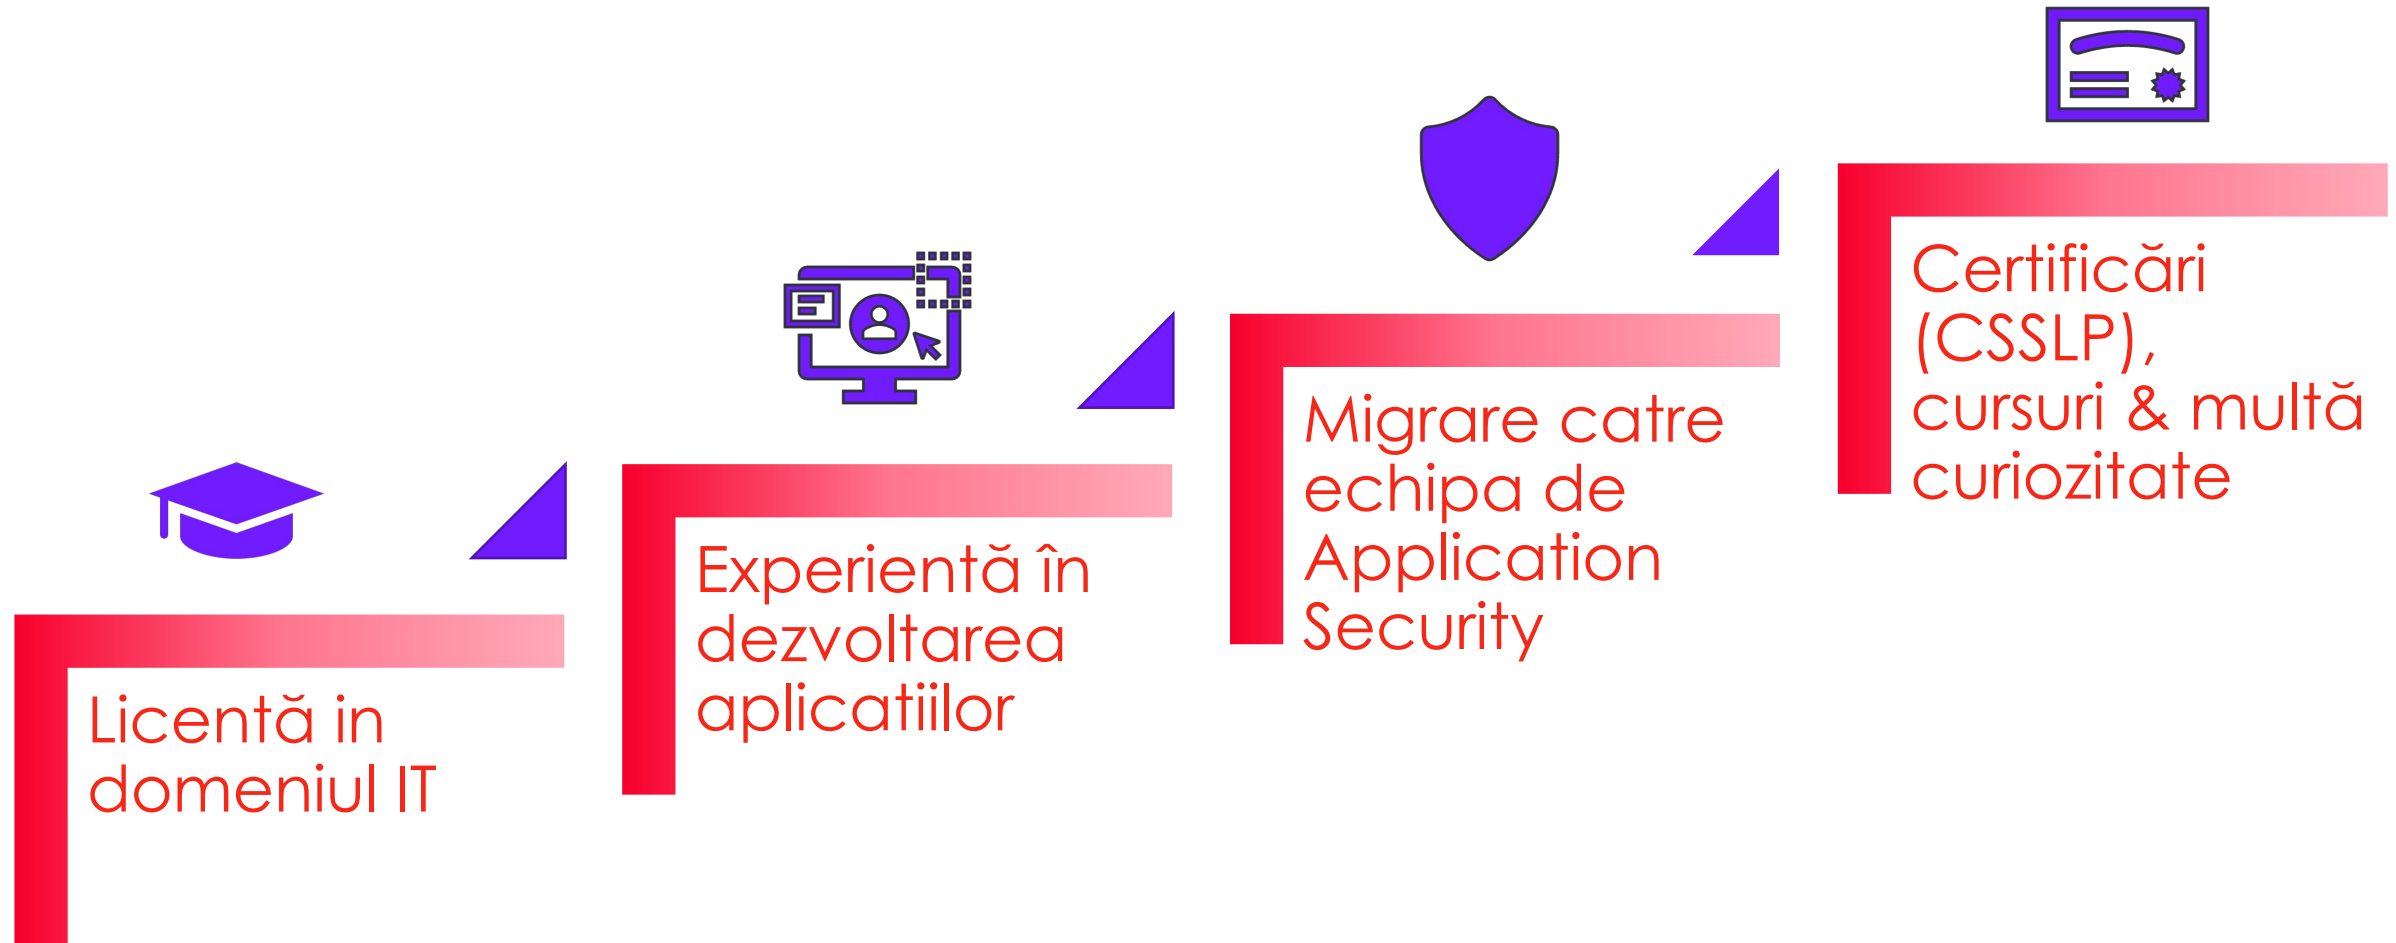 Licentă in
domeniul IT
Experientă în
dezvoltarea
aplicatiilor
Migrare catre
echipa de
Application
Security
Certificări
(CSSLP),
cursuri & multă
curiozitate